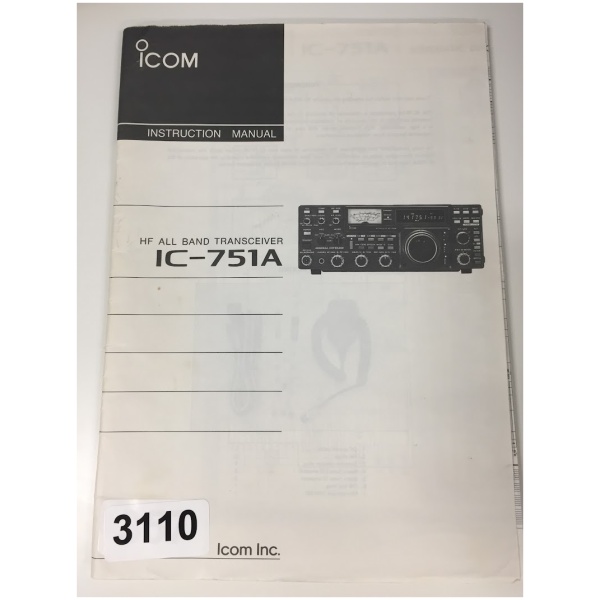 ICOM
INSTRUCTION MANUAL
HF ALL BAND TRANSCEIVER
IC-751A
3110
Icom Inc.